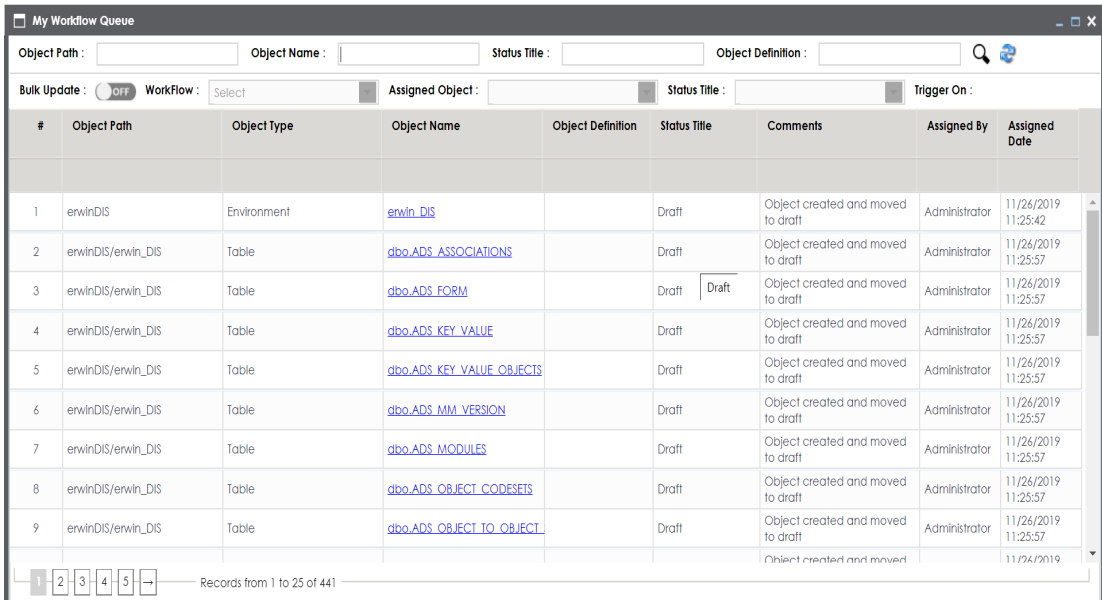 My Workflow Queue
Object Path : Object Name : Status Title : Object Definition :
Bulk Update : OFF WorkFlow : Select Assigned Object : Status Title : Trigger On :
# Object Path Object Type Object Name Object Definition Status Title Comments Assigned By Assigned
Date
1 erwinDIS Environment erwin_DIS Draft Object created and moved to draft Administrator 11/26/2019 11:25:42
2 erwinDIS/erwin_DIS Table dbo.ADS_ASSOCIATIONS Draft Object created and moved to draft Administrator 11/26/2019 11:25:57
3 erwinDIS/erwin_DIS Table dbo.ADS_FORM Draft Draft Object created and moved to draft Administrator 11/26/2019 11:25:57
4 erwinDIS/erwin_DIS Table dbo.ADS_KEY_VALUE Draft Object created and moved to draft Administrator 11/26/2019 11:25:57
5 erwinDIS/erwin_DIS Table dbo.ADS_KEY_VALUE_OBJECTS Draft Object created and moved to draft Administrator 11/26/2019 11:25:57
6 erwinDIS/erwin_DIS Table dbo.ADS_MM_VERSION Draft Object created and moved to draft Administrator 11/26/2019 11:25:57
7 erwinDIS/erwin_DIS Table dbo.ADS_MODULES Draft Object created and moved to draft Administrator 11/26/2019 11:25:57
8 erwinDIS/erwin_DIS Table dbo.ADS_OBJECT_CODESETS Draft Object created and moved to draft Administrator 11/26/2019 11:25:57
9 erwinDIS/erwin_DIS Table dbo.ADS_OBJECT_TO_OBJECT_ Draft Object created and moved to draft Administrator 11/26/2019 11:25:57
Object created and moved 11/26/2019
1 2 3 4 5 → Records from 1 to 25 of 441